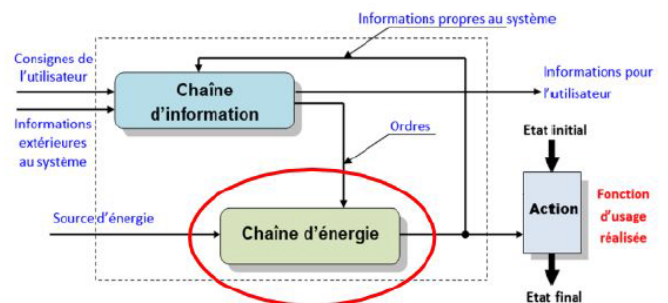 Informations propres au système
Consignes de
l'utilisateur
Chaîne
d'information
Informations pour
l'utilisateur
Informations
extérieures
au système
Ordres
Etat initial
Source d'énergie
Chaîne d'énergie
Action
Fonction
d'usage
réalisée
Etat final